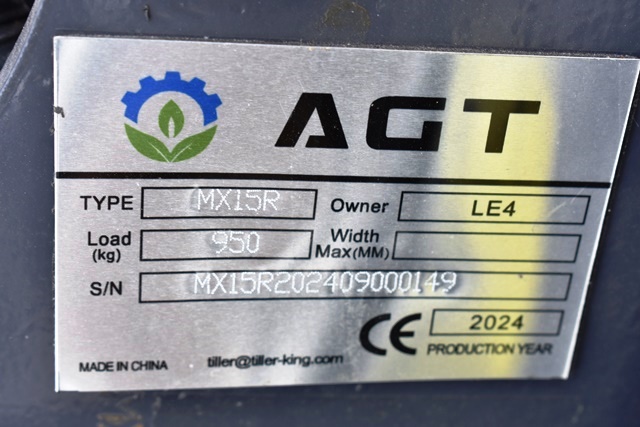 AGT
TYPE MX15R Owner LE4
Load (kg) 950 Width Max(MM)
S/N MX15R202409000149
CE 2024
MADE IN CHINA tiller@tiller-king.com PRODUCTION YEAR